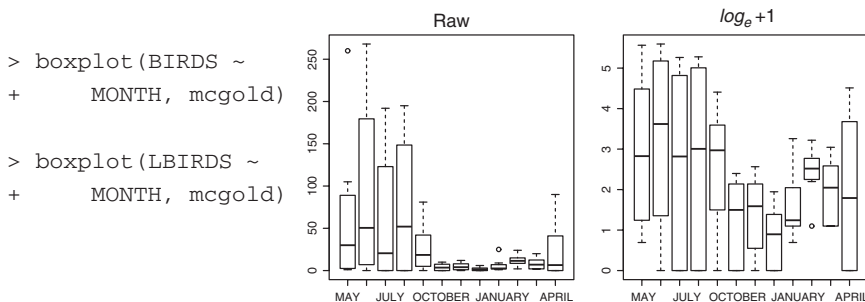 > boxplot(BIRDS ~
+ MONTH, mcgold)
> boxplot(LBIRDS ~
+ MONTH, mcgold)
Raw
250
200
150
100
50
0
MAY JULY OCTOBER JANUARY APRIL
logₑ +1
5
4
3
2
1
0
MAY JULY OCTOBER JANUARY APRIL